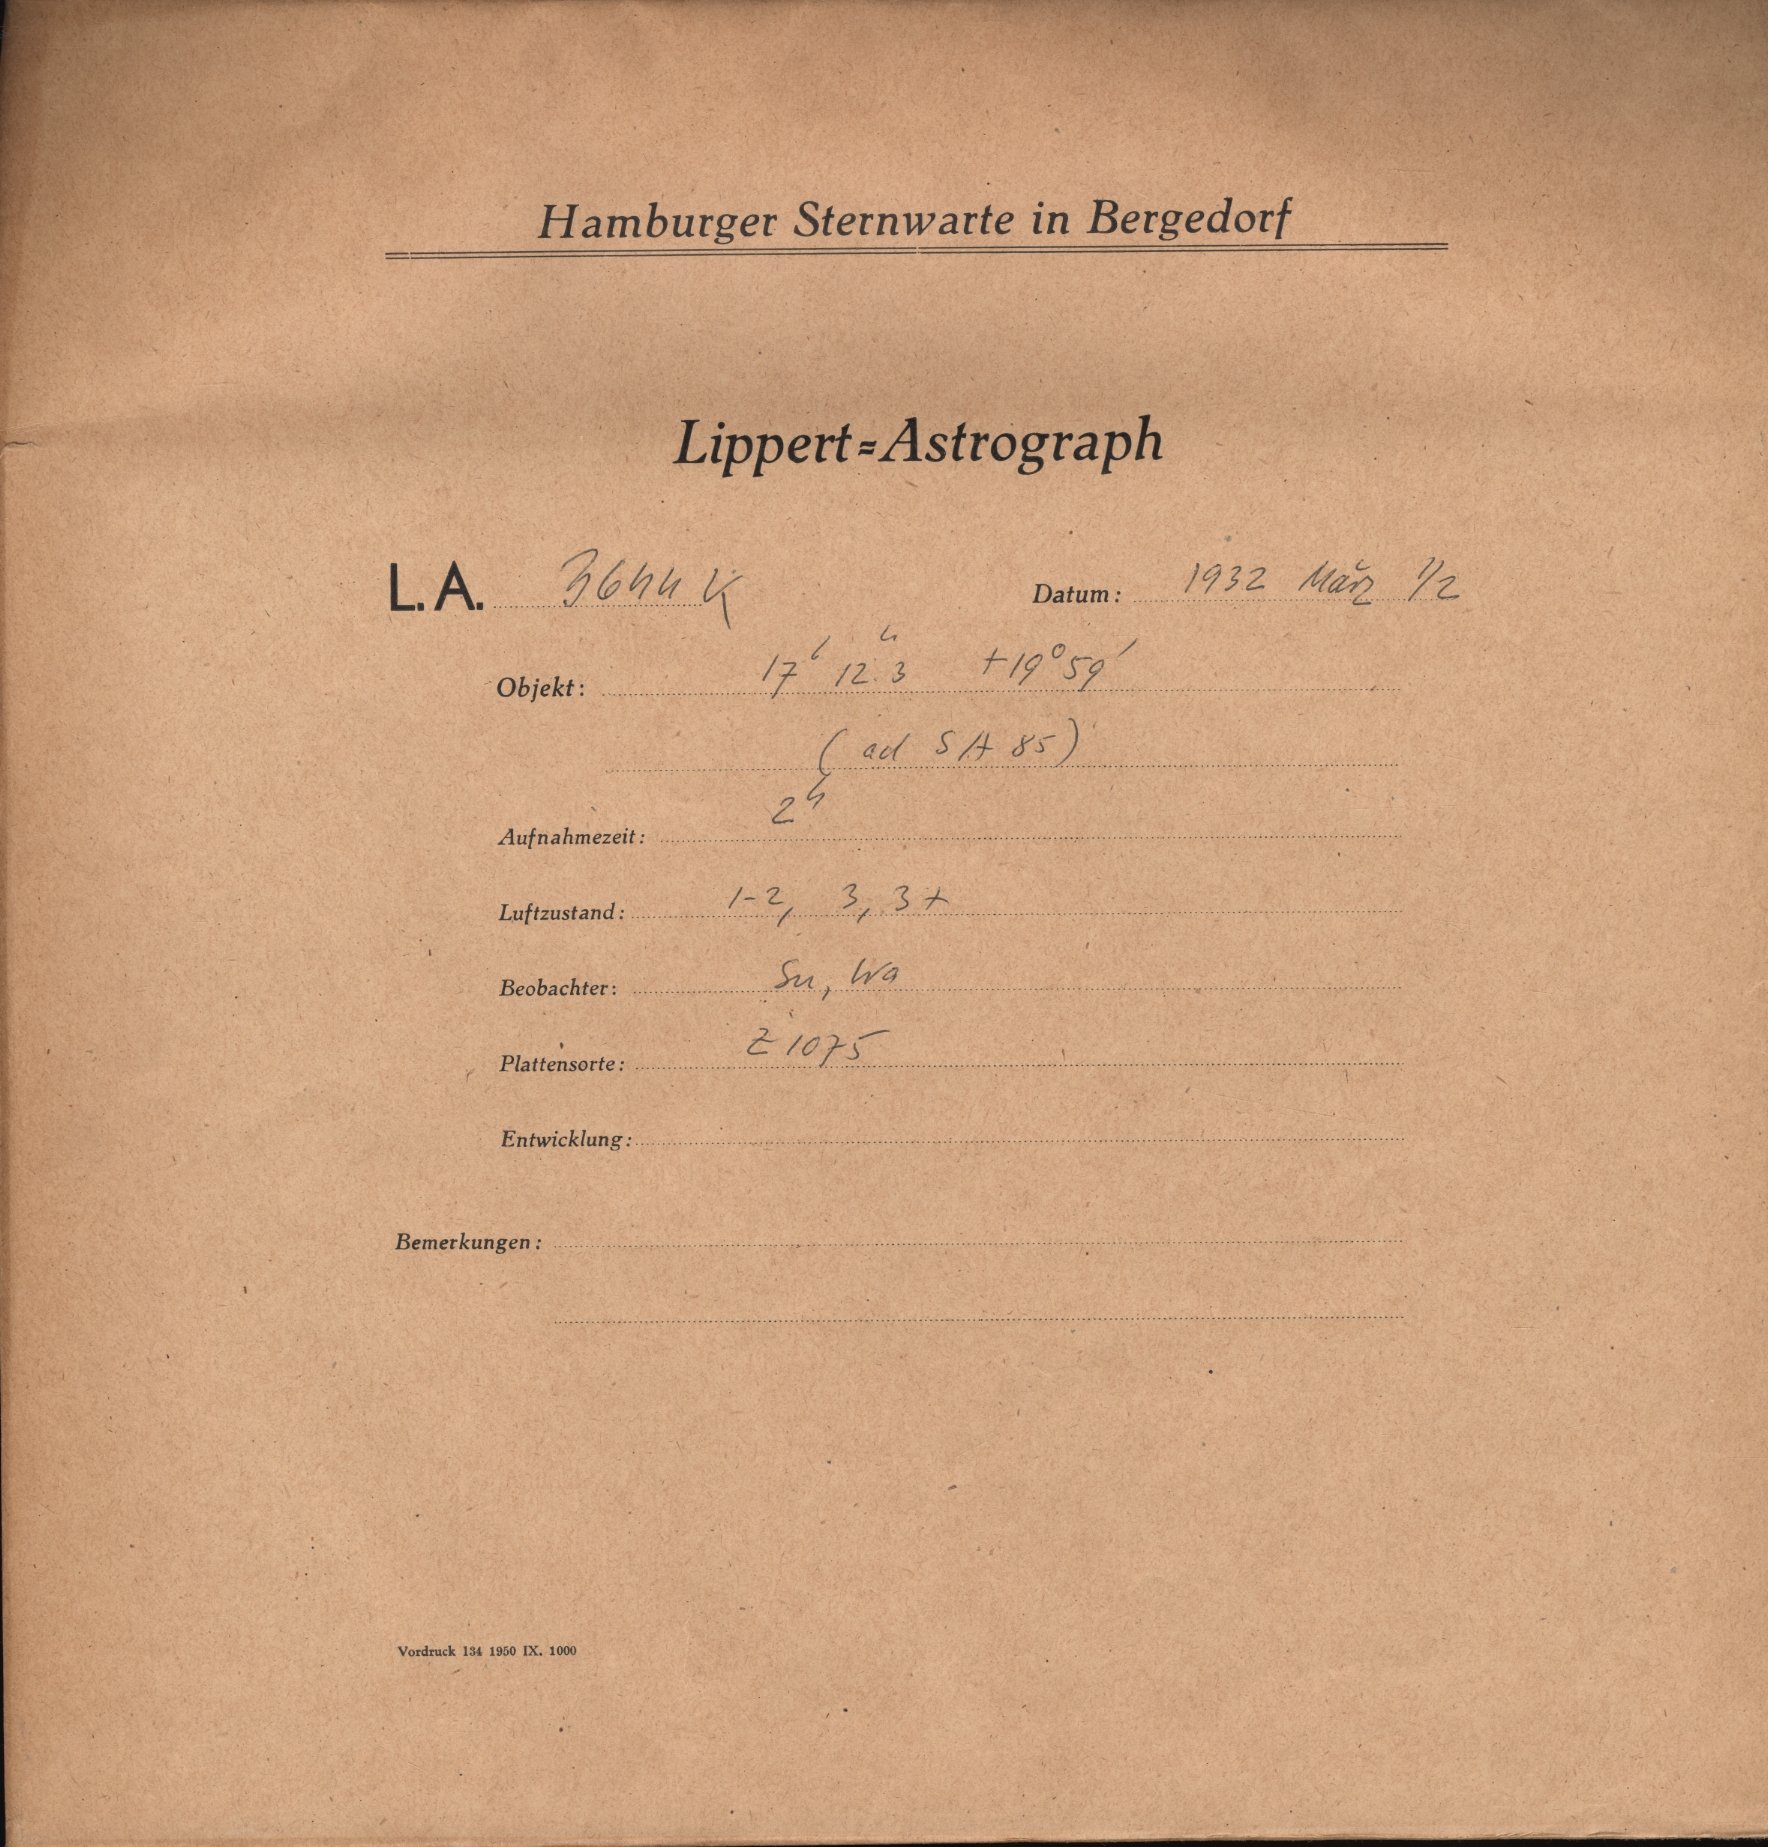 Hamburger Sternwarte in Bergedorf
Lippert=Astrograph
L.A. 3644 K Datum: 1932 März 1/2
Objekt: 17ʰ 12.ᵐ3 +19°59′
(ad SA 85)
Aufnahmezeit: 2ʰ
Luftzustand: 1-2, 3, 3+
Beobachter: Su, Wa
Plattensorte: Z 1075
Entwicklung:
Bemerkungen:
Vordruck 134 1950 IX. 1000